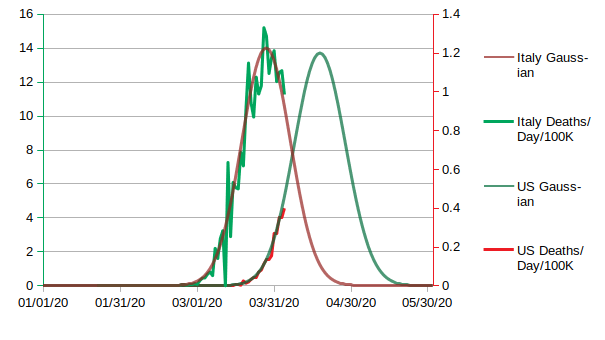 16
14
12
10
8
6
4
2
0
1.4
1.2
1
0.8
0.6
0.4
0.2
0
01/01/20 01/31/20 03/01/20 03/31/20 04/30/20 05/30/20
Italy Gauss-
ian
Italy Deaths/
Day/100K
US Gauss-
ian
US Deaths/
Day/100K